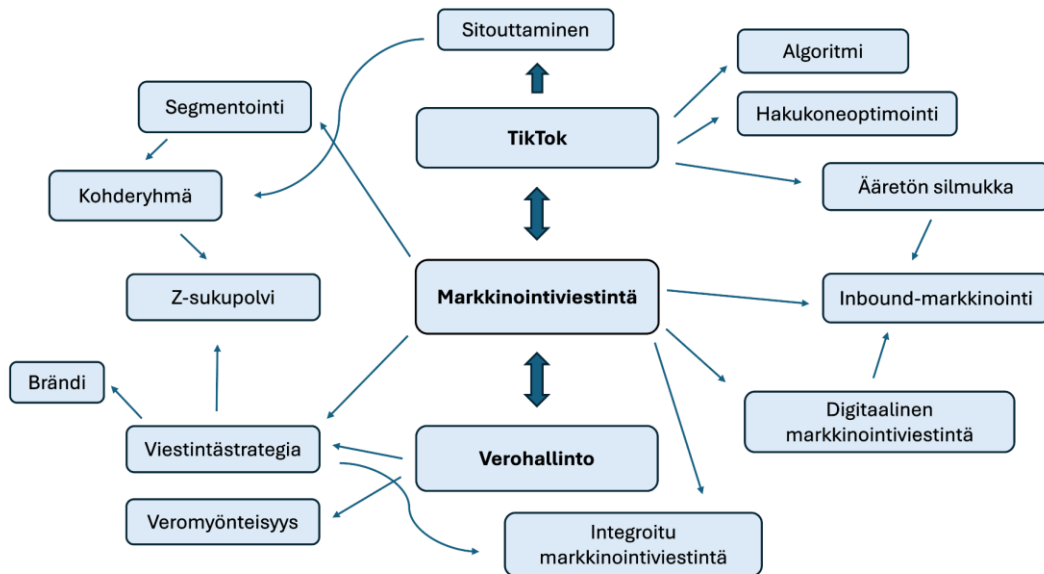 Sitouttaminen
Algoritmi
Segmentointi
Hakukoneoptimointi
TikTok
Kohderyhmä
Ääretön silmukka
Z-sukupolvi
Markkinointiviestintä
Inbound-markkinointi
Brändi
Digitaalinen
markkinointiviestintä
Viestintästrategia
Verohallinto
Veromyönteisyys
Integroitu
markkinointiviestintä